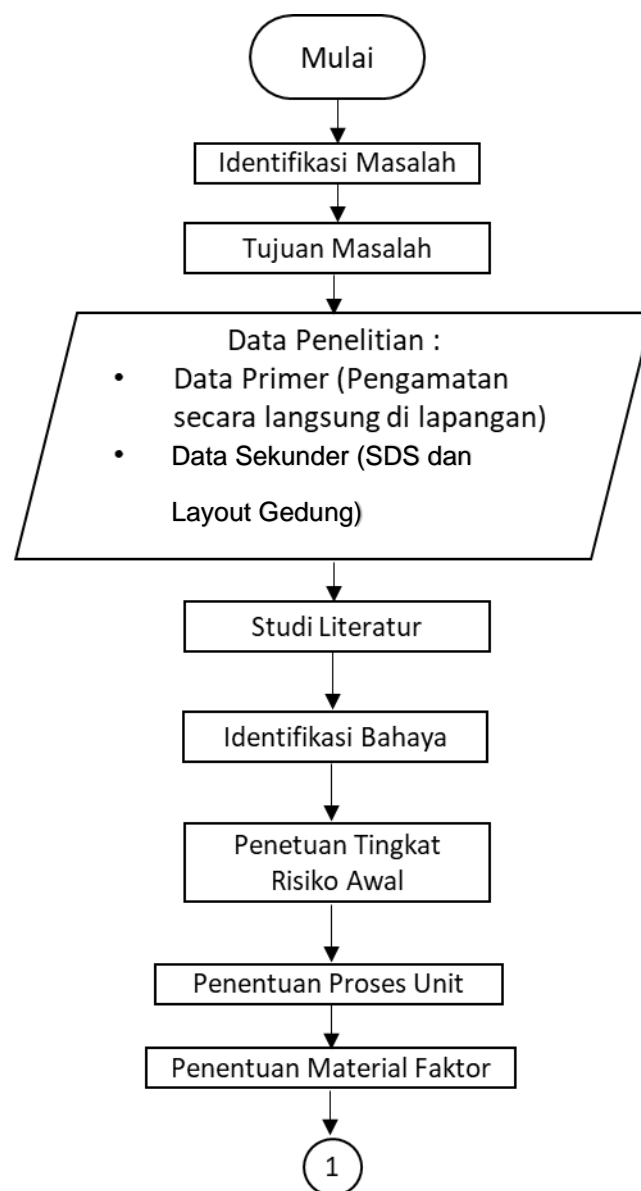 Mulai
Identifikasi Masalah
Tujuan Masalah
Data Penelitian :
• Data Primer (Pengamatan
secara langsung di lapangan)
• Data Sekunder (SDS dan
Layout Gedung)
Studi Literatur
Identifikasi Bahaya
Penetuan Tingkat
Risiko Awal
Penentuan Proses Unit
Penentuan Material Faktor
1